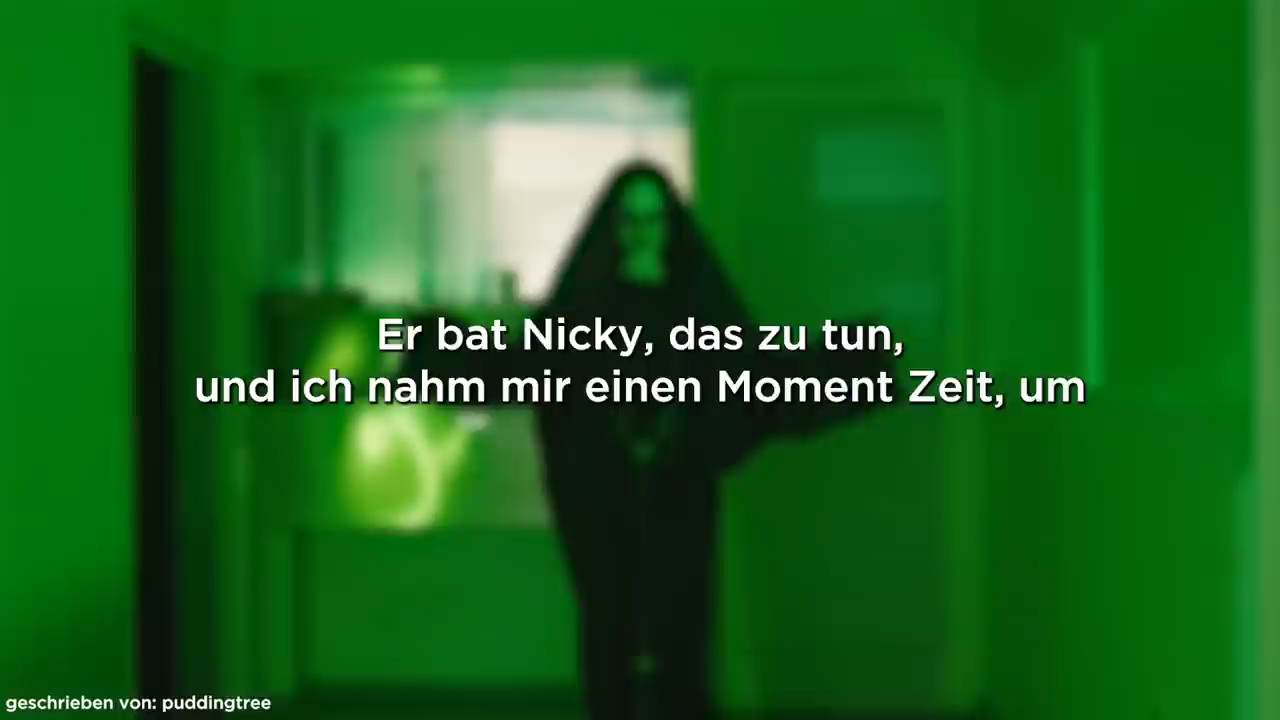 Er bat Nicky, das zu tun,
und ich nahm mir einen Moment Zeit, um
geschrieben von: puddingtree